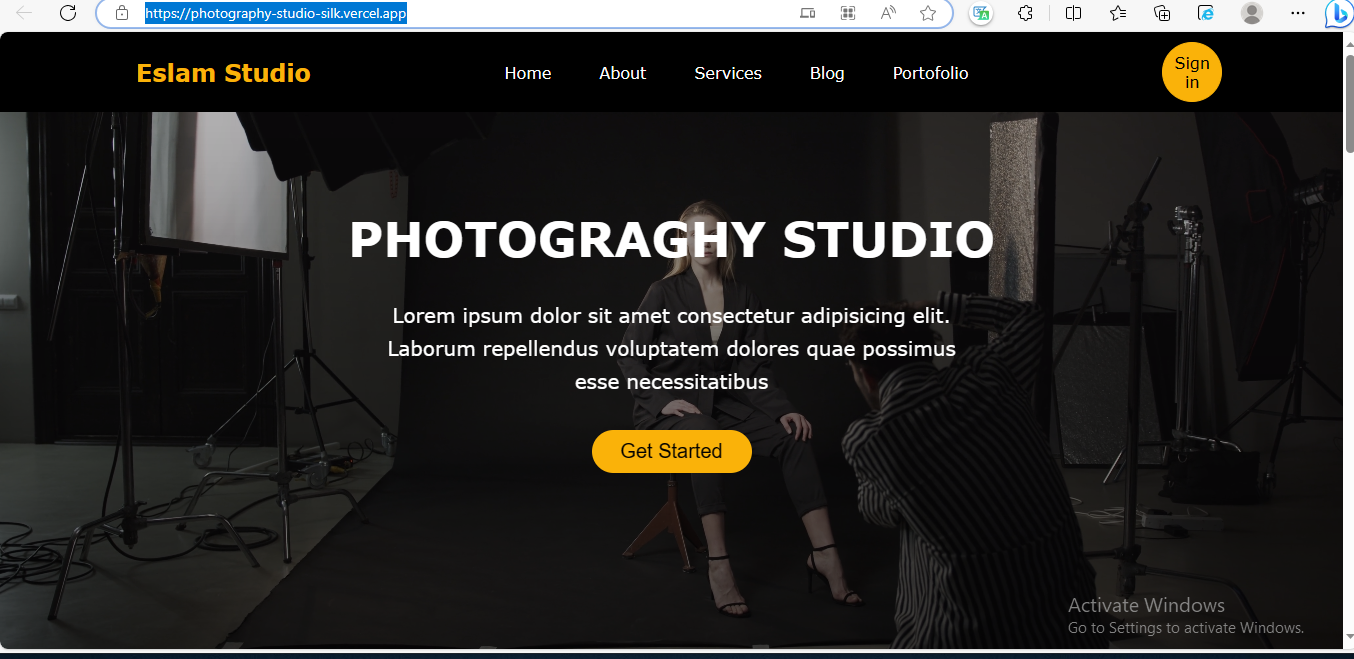 https://photography-studio-silk.vercel.app
Eslam Studio
Home
About
Services
Blog
Portofolio
Sign
in
PHOTOGRAGHY STUDIO
Lorem ipsum dolor sit amet consectetur adipisicing elit.
Laborum repellendus voluptatem dolores quae possimus
esse necessitatibus
Get Started
Activate Windows
Go to Settings to activate Windows.